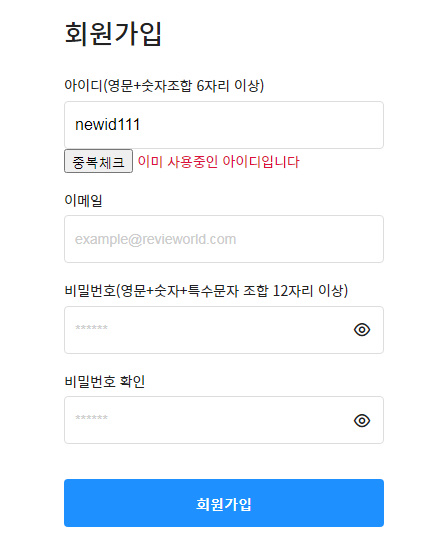 회원가입
아이디(영문+숫자조합 6자리 이상)
newid111
중복체크 이미 사용중인 아이디입니다
이메일
example@revieworld.com
비밀번호(영문+숫자+특수문자 조합 12자리 이상)
******
비밀번호 확인
******
회원가입